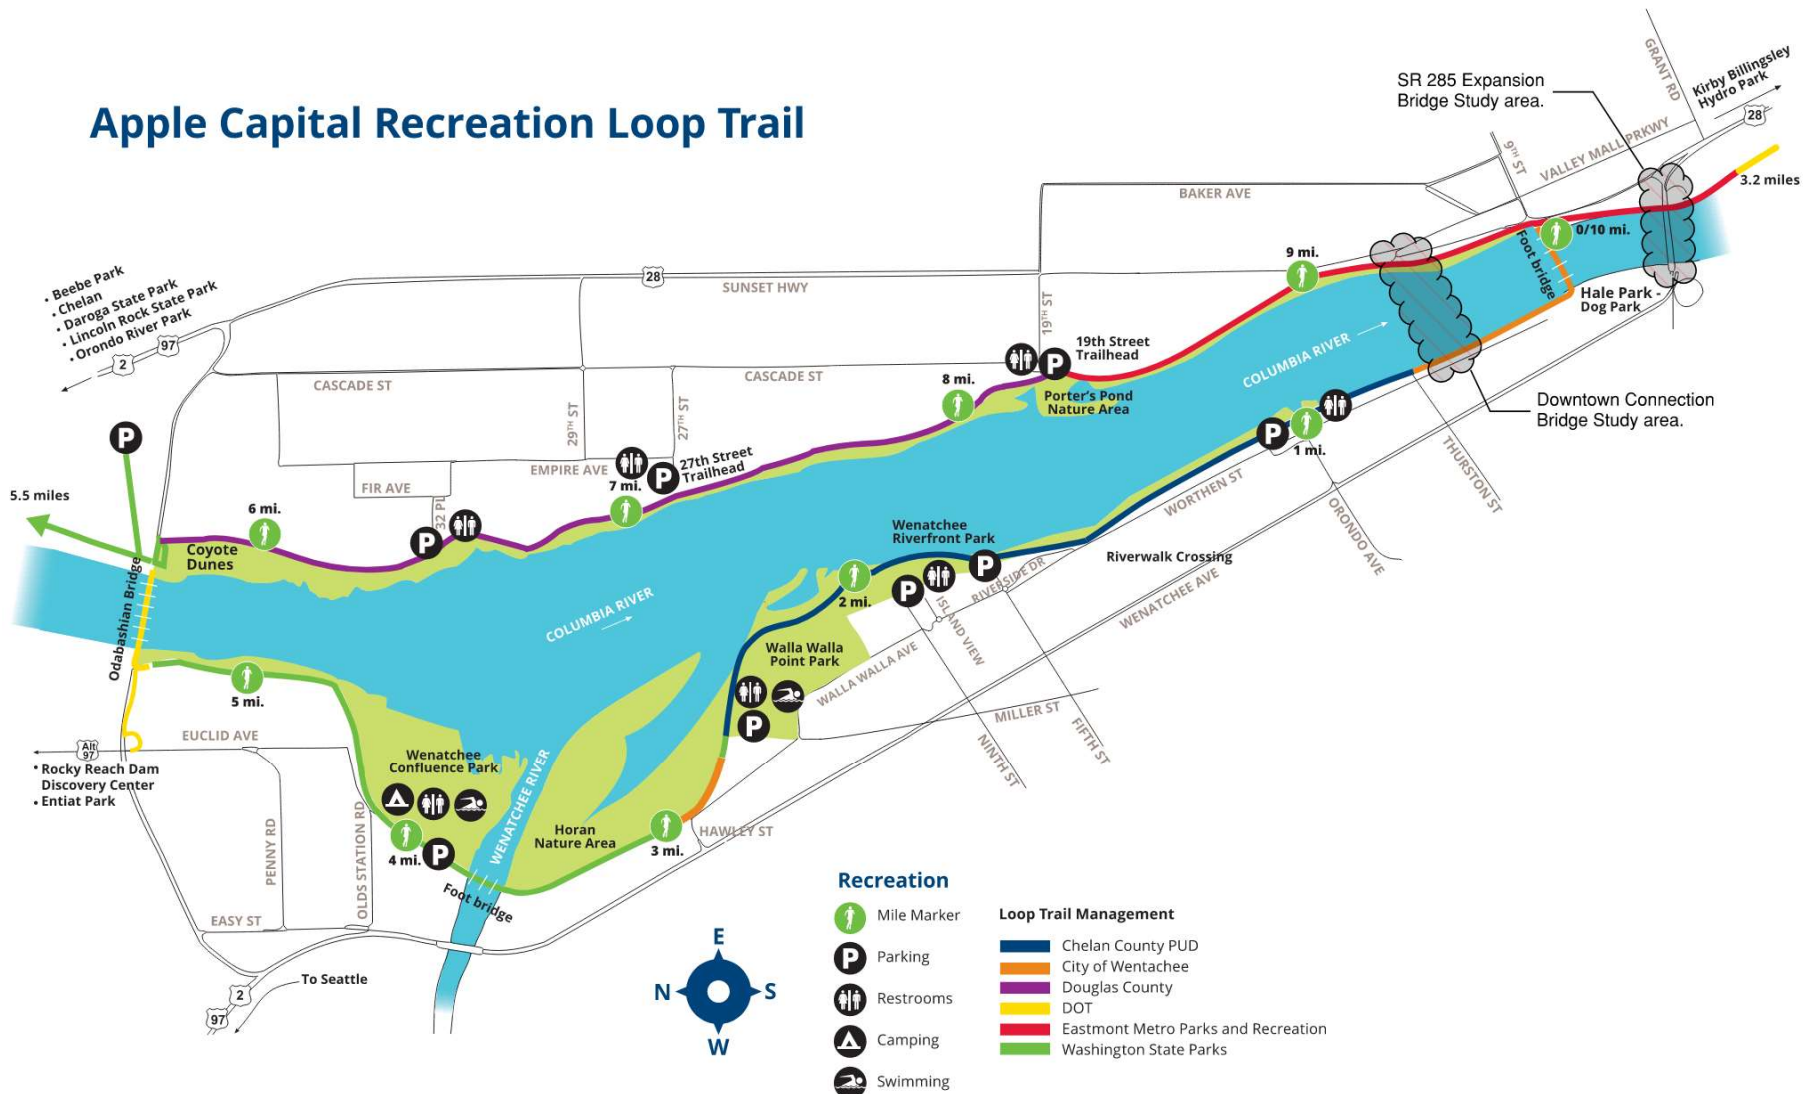 Apple Capital Recreation Loop Trail
SR 285 Expansion
Bridge Study area.
GRANT RD
Kirby Billingsley
Hydro Park
28
9TH ST
VALLEY MALL PRKWY
3.2 miles
BAKER AVE
0/10 mi.
Foot bridge
9 mi.
Hale Park -
Dog Park
• Beebe Park
• Chelan
• Daroga State Park
• Lincoln Rock State Park
• Orondo River Park
2
97
28
SUNSET HWY
19TH ST
COLUMBIA RIVER
19th Street
Trailhead
P
CASCADE ST
CASCADE ST
8 mi.
Porter's Pond
Nature Area
Downtown Connection
Bridge Study area.
29TH ST
27TH ST
P
1 mi.
THURSTON ST
P
EMPIRE AVE
27th Street
Trailhead
P
7 mi.
FIR AVE
32 PL
5.5 miles
6 mi.
P
WORTHEN ST
ORONDO AVE
Coyote
Dunes
Wenatchee
Riverfront Park
P
Riverwalk Crossing
RIVERSIDE DR
WENATCHEE AVE
2 mi.
P
ISLAND VIEW
Odabashian Bridge
COLUMBIA RIVER
Walla Walla
Point Park
WALLA WALLA AVE
P
5 mi.
MILLER ST
FIFTH ST
NINTH ST
EUCLID AVE
Alt
97
• Rocky Reach Dam
Discovery Center
• Entiat Park
Wenatchee
Confluence Park
WENATCHEE RIVER
PENNY RD
OLDS STATION RD
4 mi.
P
Horan
Nature Area
3 mi.
HAWLEY ST
Foot bridge
EASY ST
To Seattle
2
97
E
N
S
W
Recreation
Mile Marker
P Parking
Restrooms
Camping
Swimming
Loop Trail Management
Chelan County PUD
City of Wentachee
Douglas County
DOT
Eastmont Metro Parks and Recreation
Washington State Parks